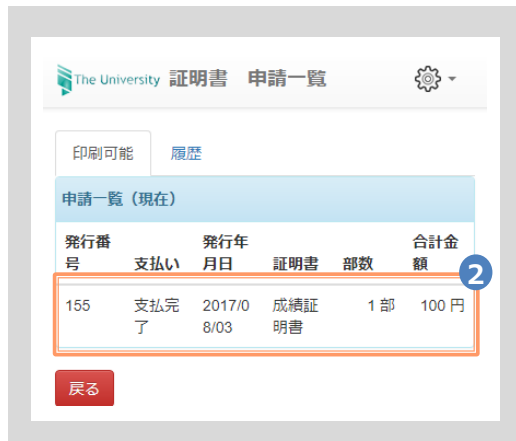 The University 証明書 申請一覧
印刷可能 履歴
申請一覧（現在）
発行番 発行年 合計金
号 支払い 月日 証明書 部数 額
2
155 支払完 2017/0 成績証 1 部 100 円
了 8/03 明書
戻る